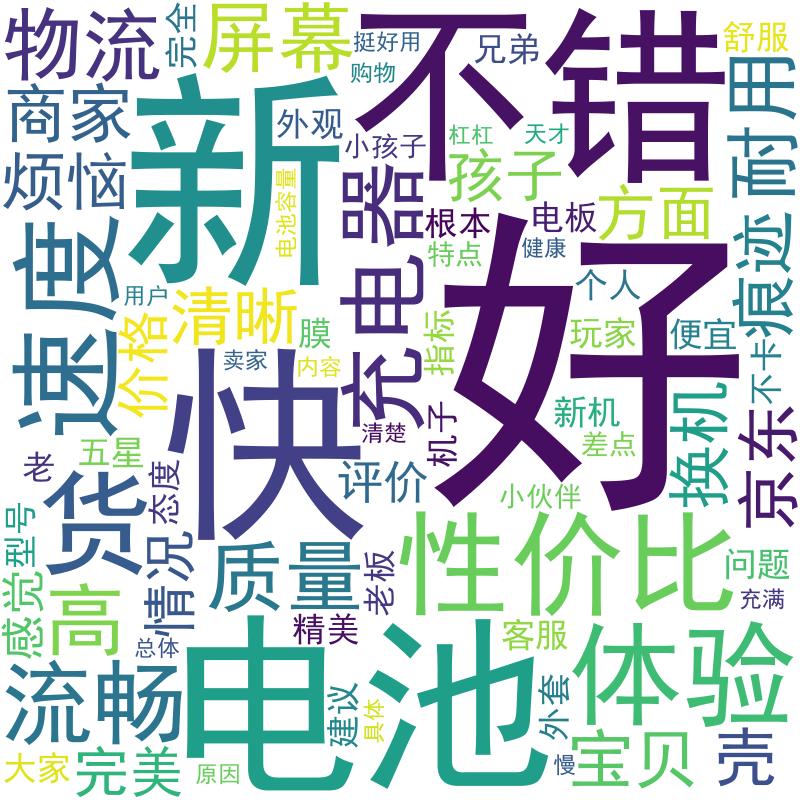 物流
完全
屏幕
挺好用
购物
不错
兄弟
舒服
商家
外观
小孩子
杠杠
天才
耐用
烦恼
新
电池容量
充电器
孩子
方面
根本
电板
特点
健康
痕迹
速度
用户
价格
清晰
膜
指标
好
个人
玩家
便宜
不卡
卖家
内容
快
清楚
机子
新机
差点
换机
京东
五星
老
态度
货
评价
小伙伴
型号
感觉
高
情况
质量
老板
性价比
问题
充满
总体
精美
客服
体验
流畅
电池
建议
具体
外套
慢
宝贝
壳
大家
完美
原因